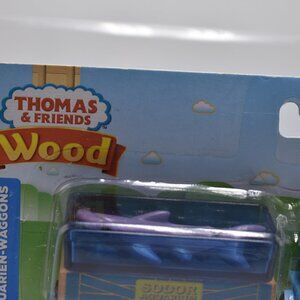 THOMAS
& FRIENDS
Wood
UARIEN-WAGGONS
SODOR